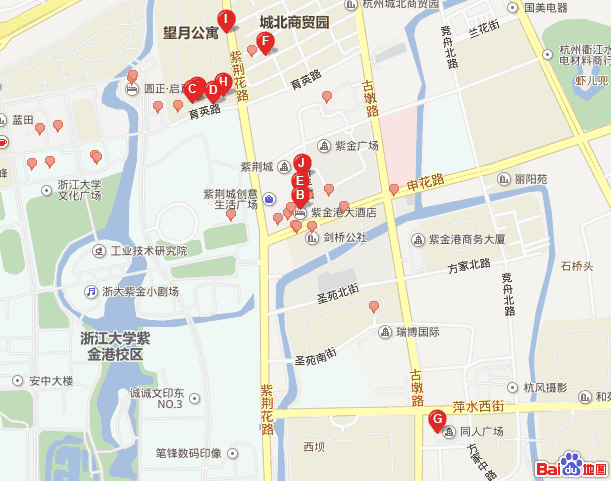 杭州城北商贸园
国美电器
城北商贸园
望月公寓
I
F
兰花街
竞舟北路
杭州衢江水
电材料商行
虾儿兜
紫荆花路
古墩路
育英路
圆正·启真
C
D
H
育英路
蓝田
紫金广场
紫荆城
J
E
B
申花路
丽阳苑
浙江大学
文化广场
紫荆城创意
生活广场
紫金港大酒店
剑桥公社
紫金港商务大厦
工业技术研究院
方家北路
竞舟北路
石桥头
浙大紫金小剧场
圣苑北街
浙江大学紫
金港校区
瑞博国际
圣苑南街
古墩路
安中大楼
诚诚文印东
NO.3
紫荆花路
杭风摄影
和苑
萍水西街
G
同人广场
西坝
方家中路
笔锋数码印像
Bai du 地图